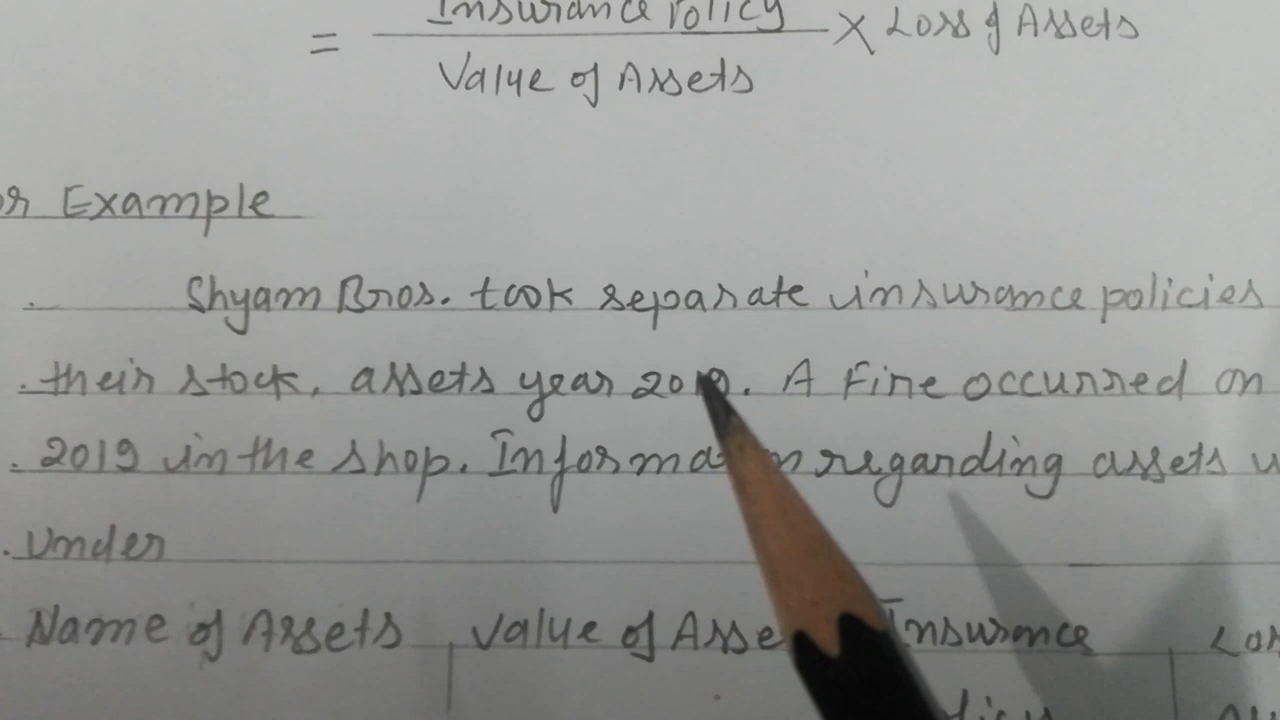 Insurance Policy
= × Loss of Assets
Value of Assets
Example
Shyam Bros. took separate insurance policies
their stock, assets year 2019. A Fire occurred on
2019 in the shop. Information regarding assets
Under
Name of Assets Value of Insurance